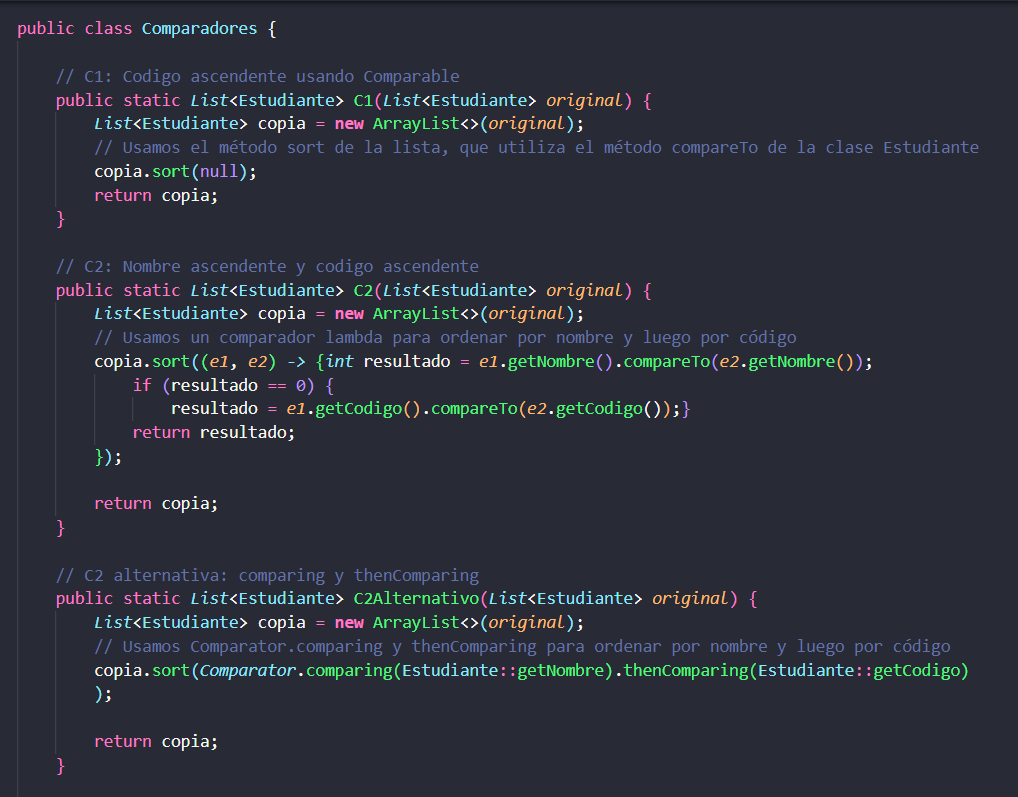 public class Comparadores {
// C1: Codigo ascendente usando Comparable
public static List<Estudiante> C1(List<Estudiante> original) {
List<Estudiante> copia = new ArrayList<>(original);
// Usamos el método sort de la lista, que utiliza el método compareTo de la clase Estudiante
copia.sort(null);
return copia;
}
// C2: Nombre ascendente y codigo ascendente
public static List<Estudiante> C2(List<Estudiante> original) {
List<Estudiante> copia = new ArrayList<>(original);
// Usamos un comparador lambda para ordenar por nombre y luego por código
copia.sort((e1, e2) -> {int resultado = e1.getNombre().compareTo(e2.getNombre());
if (resultado == 0) {
resultado = e1.getCodigo().compareTo(e2.getCodigo());}
return resultado;
});
return copia;
}
// C2 alternativa: comparing y thenComparing
public static List<Estudiante> C2Alternativo(List<Estudiante> original) {
List<Estudiante> copia = new ArrayList<>(original);
// Usamos Comparator.comparing y thenComparing para ordenar por nombre y luego por código
copia.sort(Comparator.comparing(Estudiante::getNombre).thenComparing(Estudiante::getCodigo)
);
return copia;
}